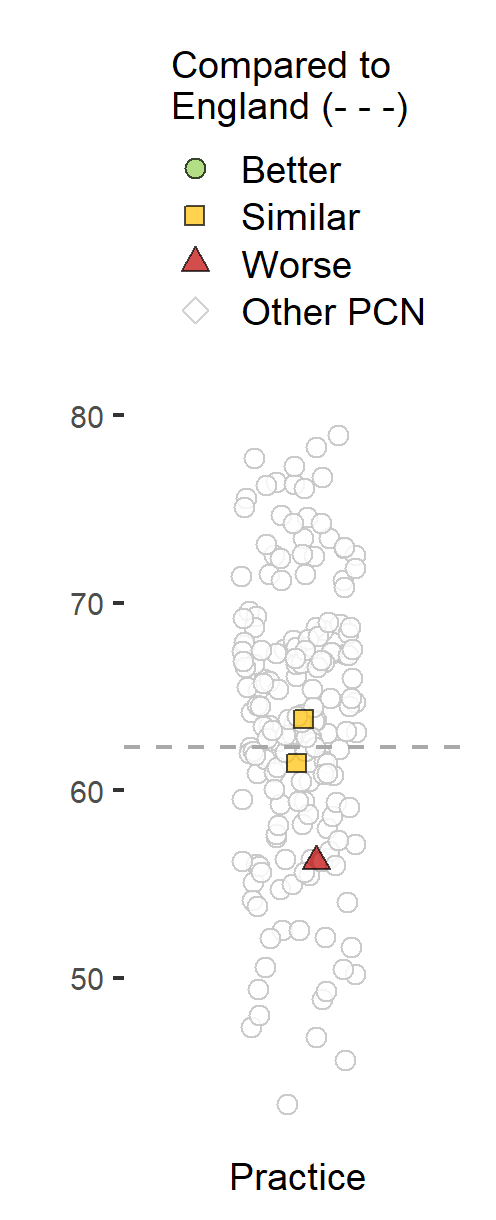 Compared to
England (- - -)
Better
Similar
Worse
Other PCN
80
70
60
50
Practice